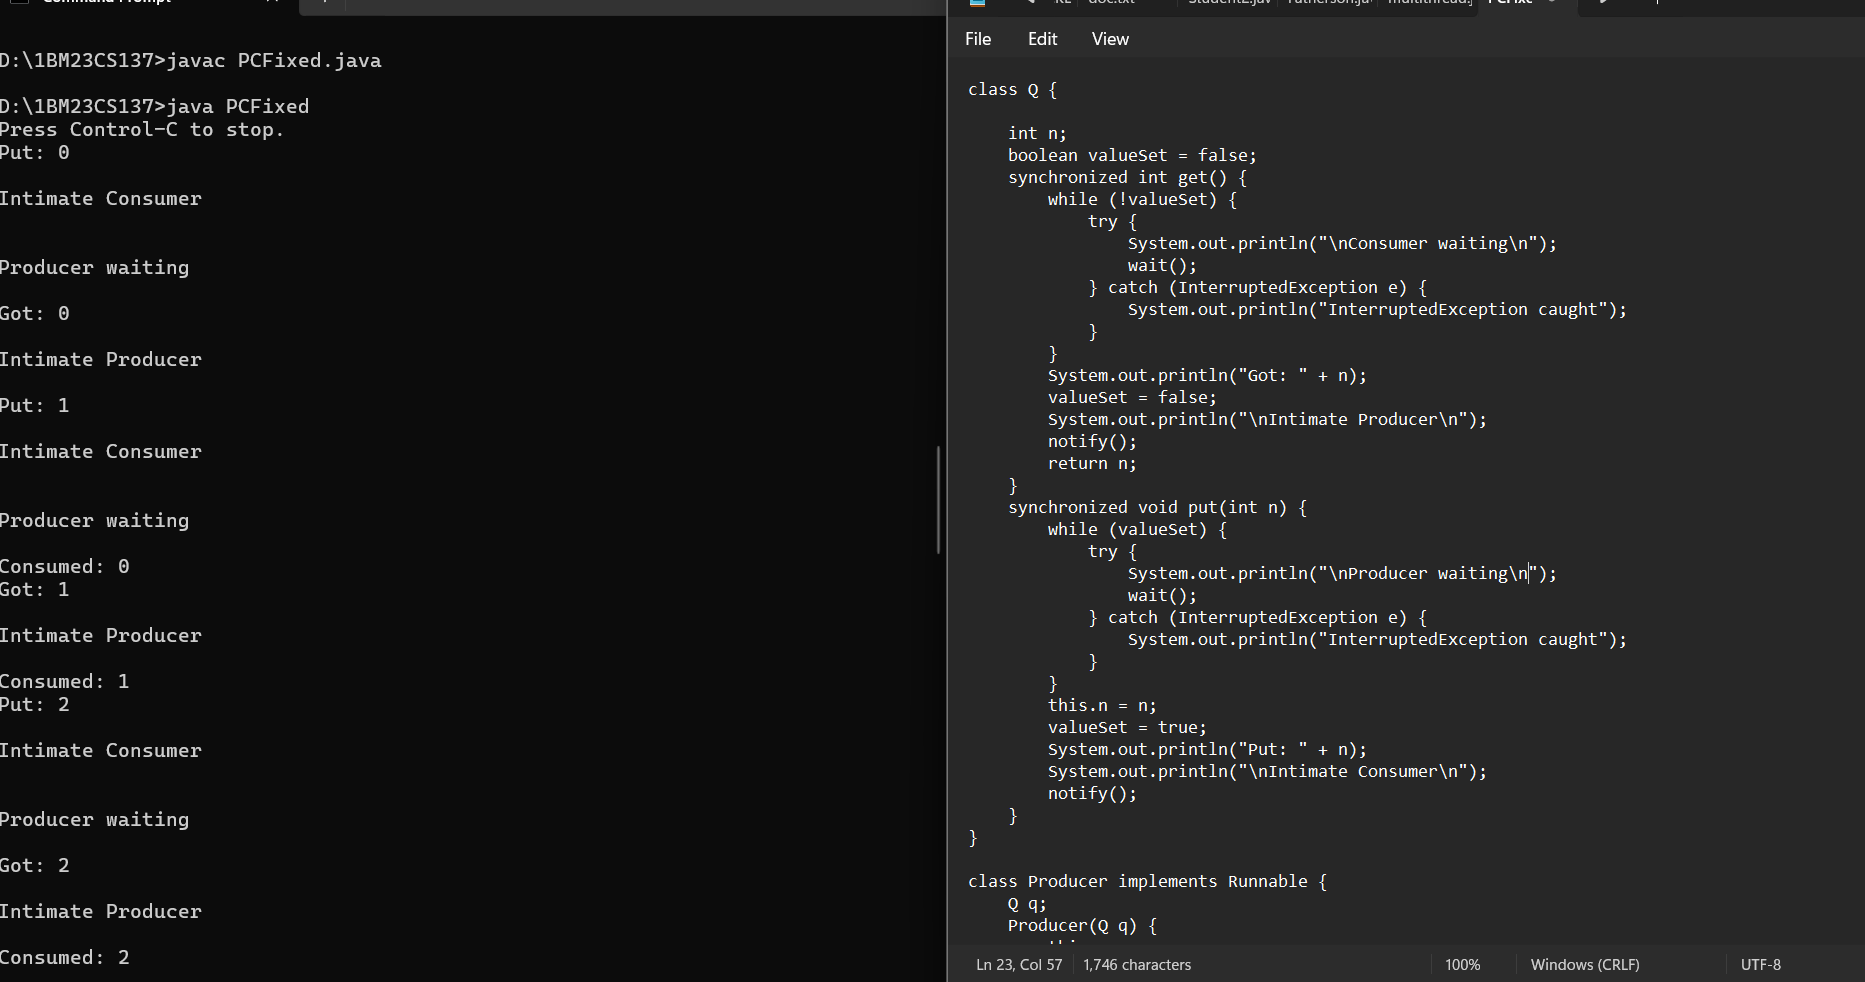 Command Prompt
D:\1BM23CS137>javac PCFixed.java
D:\1BM23CS137>java PCFixed
Press Control-C to stop.
Put: 0
Intimate Consumer
Producer waiting
Got: 0
Intimate Producer
Put: 1
Intimate Consumer
Producer waiting
Consumed: 0
Got: 1
Intimate Producer
Consumed: 1
Put: 2
Intimate Consumer
Producer waiting
Got: 2
Intimate Producer
Consumed: 2
doc.txt
File Edit View
class Q {
    int n;
    boolean valueSet = false;
    synchronized int get() {
        while (!valueSet) {
            try {
                System.out.println("\nConsumer waiting\n");
                wait();
            } catch (InterruptedException e) {
                System.out.println("InterruptedException caught");
            }
        }
        System.out.println("Got: " + n);
        valueSet = false;
        System.out.println("\nIntimate Producer\n");
        notify();
        return n;
    }
    synchronized void put(int n) {
        while (valueSet) {
            try {
                System.out.println("\nProducer waiting\n");
                wait();
            } catch (InterruptedException e) {
                System.out.println("InterruptedException caught");
            }
        }
        this.n = n;
        valueSet = true;
        System.out.println("Put: " + n);
        System.out.println("\nIntimate Consumer\n");
        notify();
    }
}
class Producer implements Runnable {
    Q q;
    Producer(Q q) {
Ln 23, Col 57 1,746 characters 100% Windows (CRLF) UTF-8